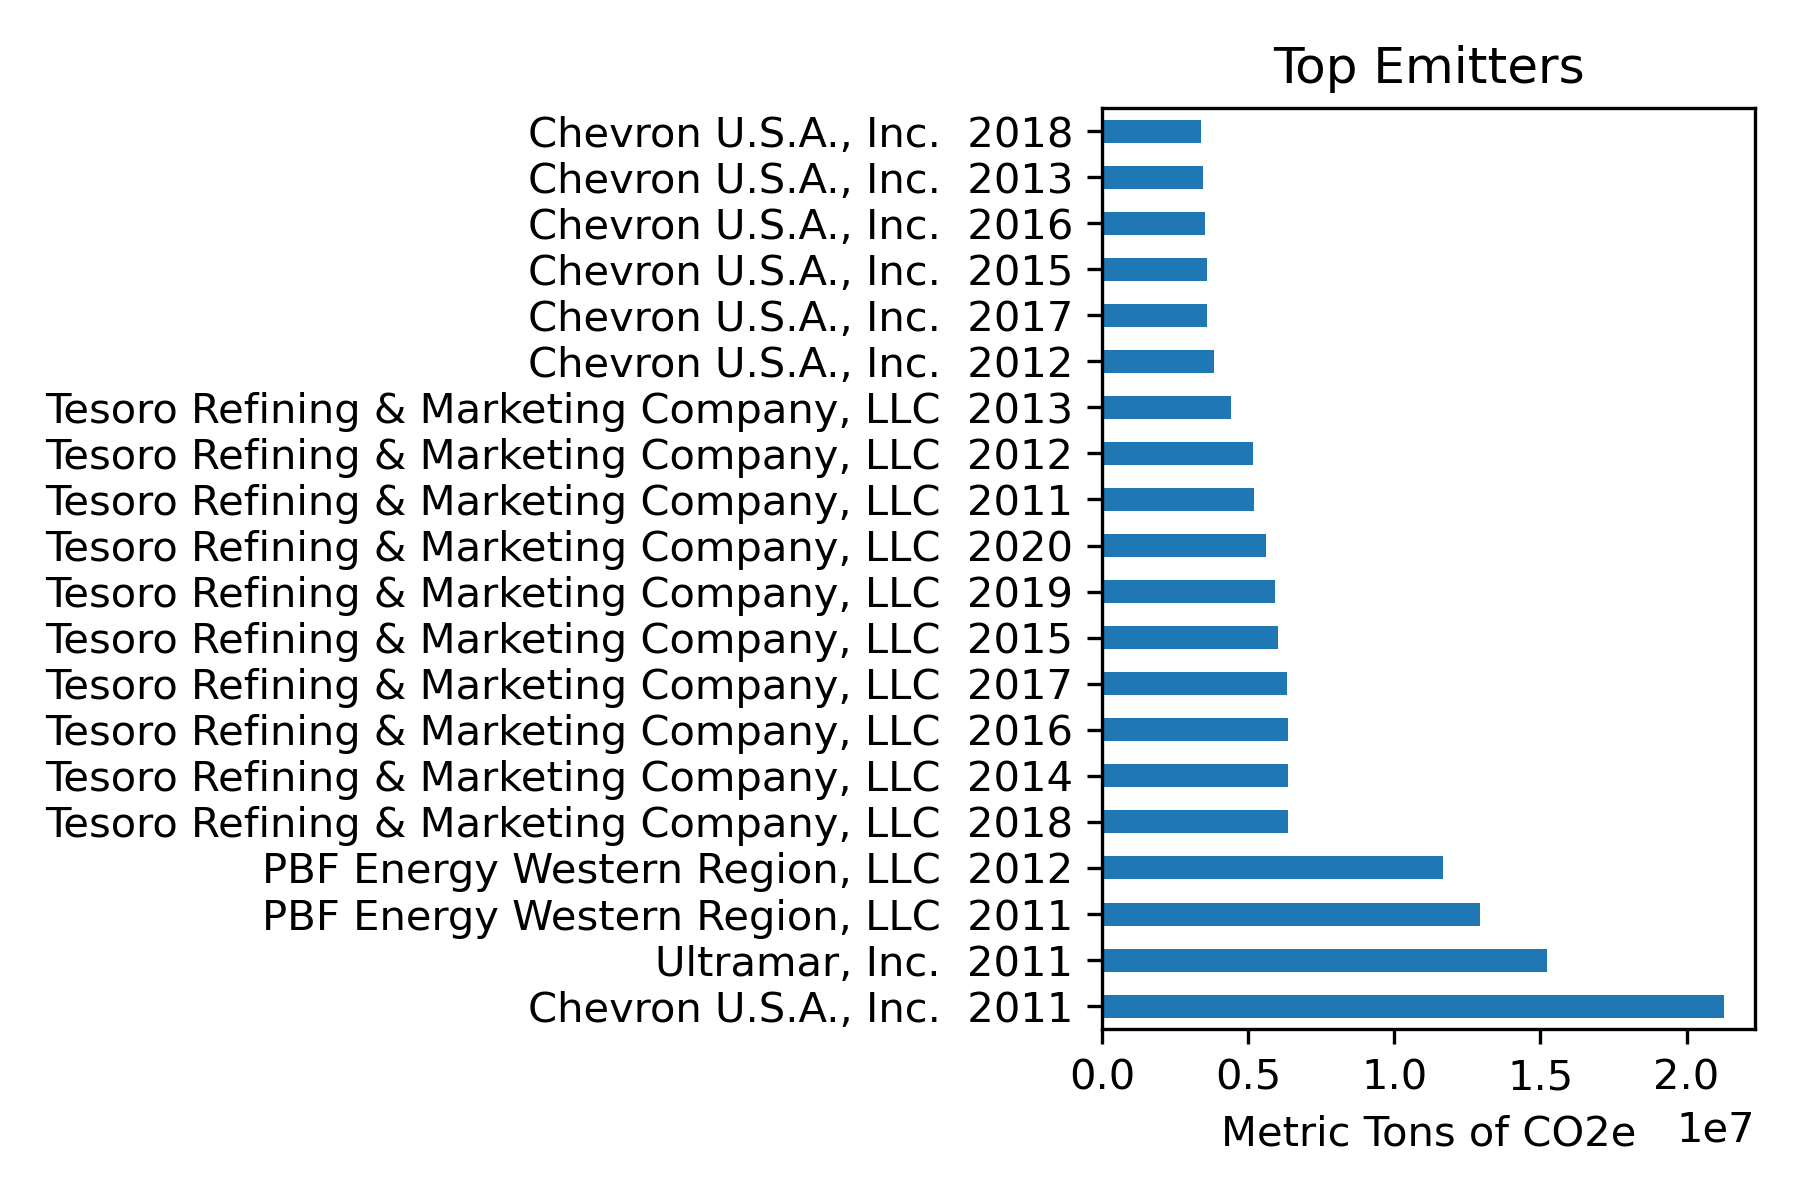 Top Emitters
Chevron U.S.A., Inc.  2018
Chevron U.S.A., Inc.  2013
Chevron U.S.A., Inc.  2016
Chevron U.S.A., Inc.  2015
Chevron U.S.A., Inc.  2017
Chevron U.S.A., Inc.  2012
Tesoro Refining & Marketing Company, LLC  2013
Tesoro Refining & Marketing Company, LLC  2012
Tesoro Refining & Marketing Company, LLC  2011
Tesoro Refining & Marketing Company, LLC  2020
Tesoro Refining & Marketing Company, LLC  2019
Tesoro Refining & Marketing Company, LLC  2015
Tesoro Refining & Marketing Company, LLC  2017
Tesoro Refining & Marketing Company, LLC  2016
Tesoro Refining & Marketing Company, LLC  2014
Tesoro Refining & Marketing Company, LLC  2018
PBF Energy Western Region, LLC  2012
PBF Energy Western Region, LLC  2011
Ultramar, Inc.  2011
Chevron U.S.A., Inc.  2011
0.0 0.5 1.0 1.5 2.0
Metric Tons of CO2e 1e7